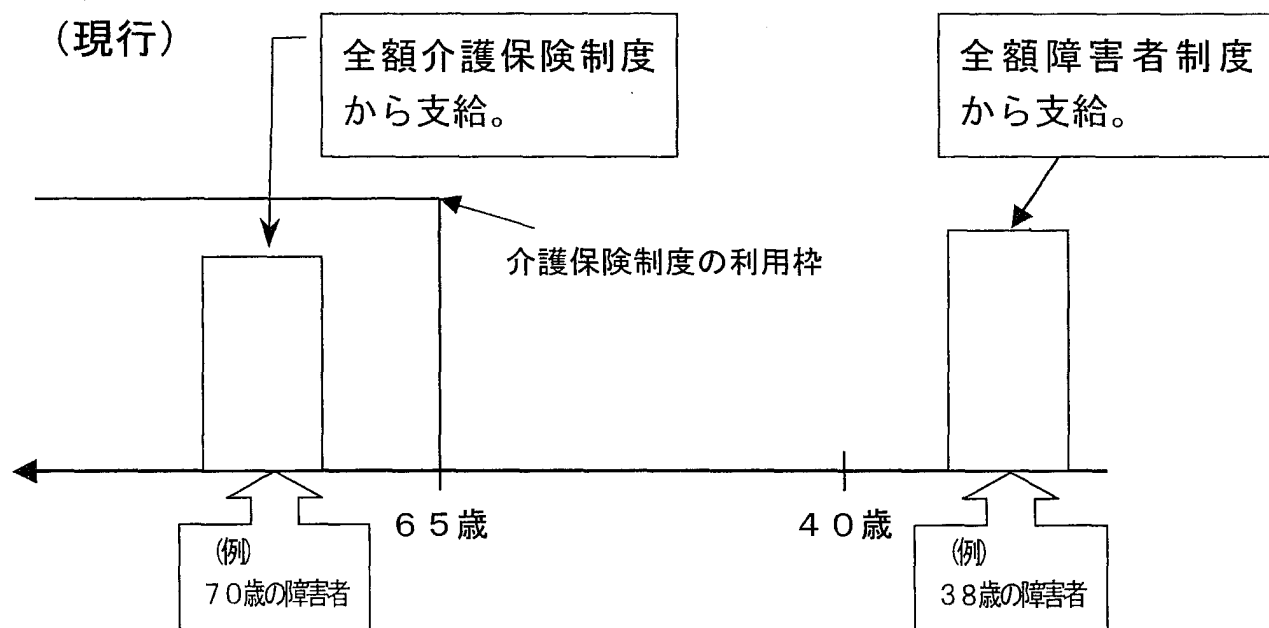 (現行)
全額介護保険制度
から支給。
全額障害者制度
から支給。
介護保険制度の利用枠
65歳
40歳
(例)
70歳の障害者
(例)
38歳の障害者